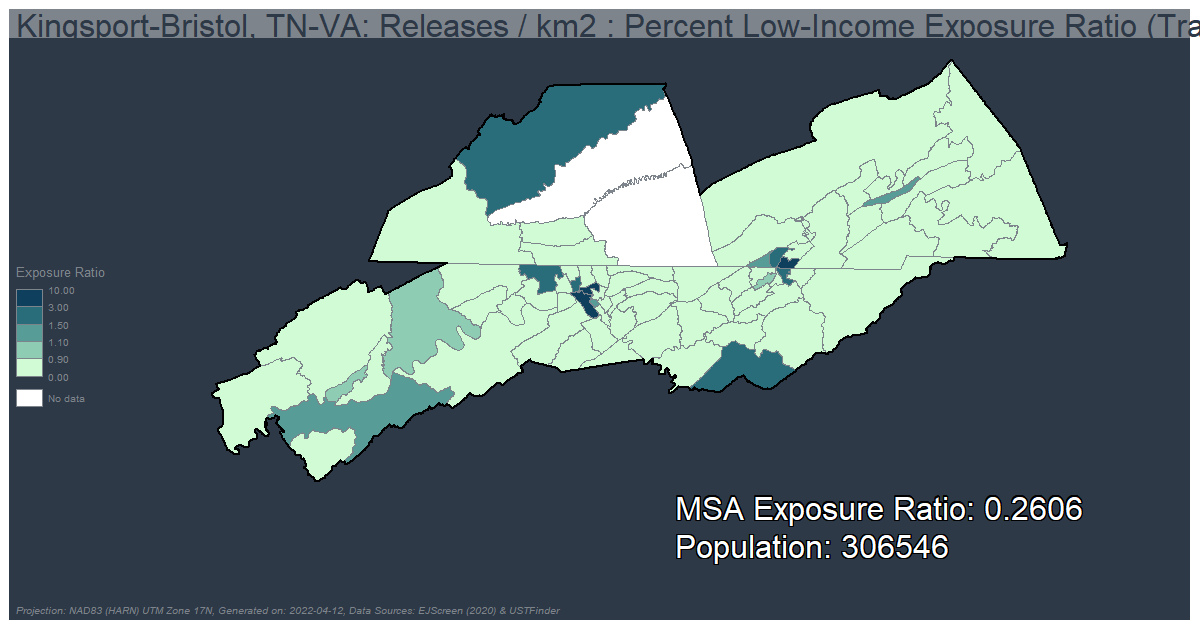 Kingsport-Bristol, TN-VA: Releases / km2 : Percent Low-Income Exposure Ratio (Tra
Exposure Ratio
10.00
3.00
1.50
1.10
0.90
0.00
No data
MSA Exposure Ratio: 0.2606
Population: 306546
Projection: NAD83 (HARN) UTM Zone 17N, Generated on: 2022-04-12, Data Sources: EJScreen (2020) & USTFinder